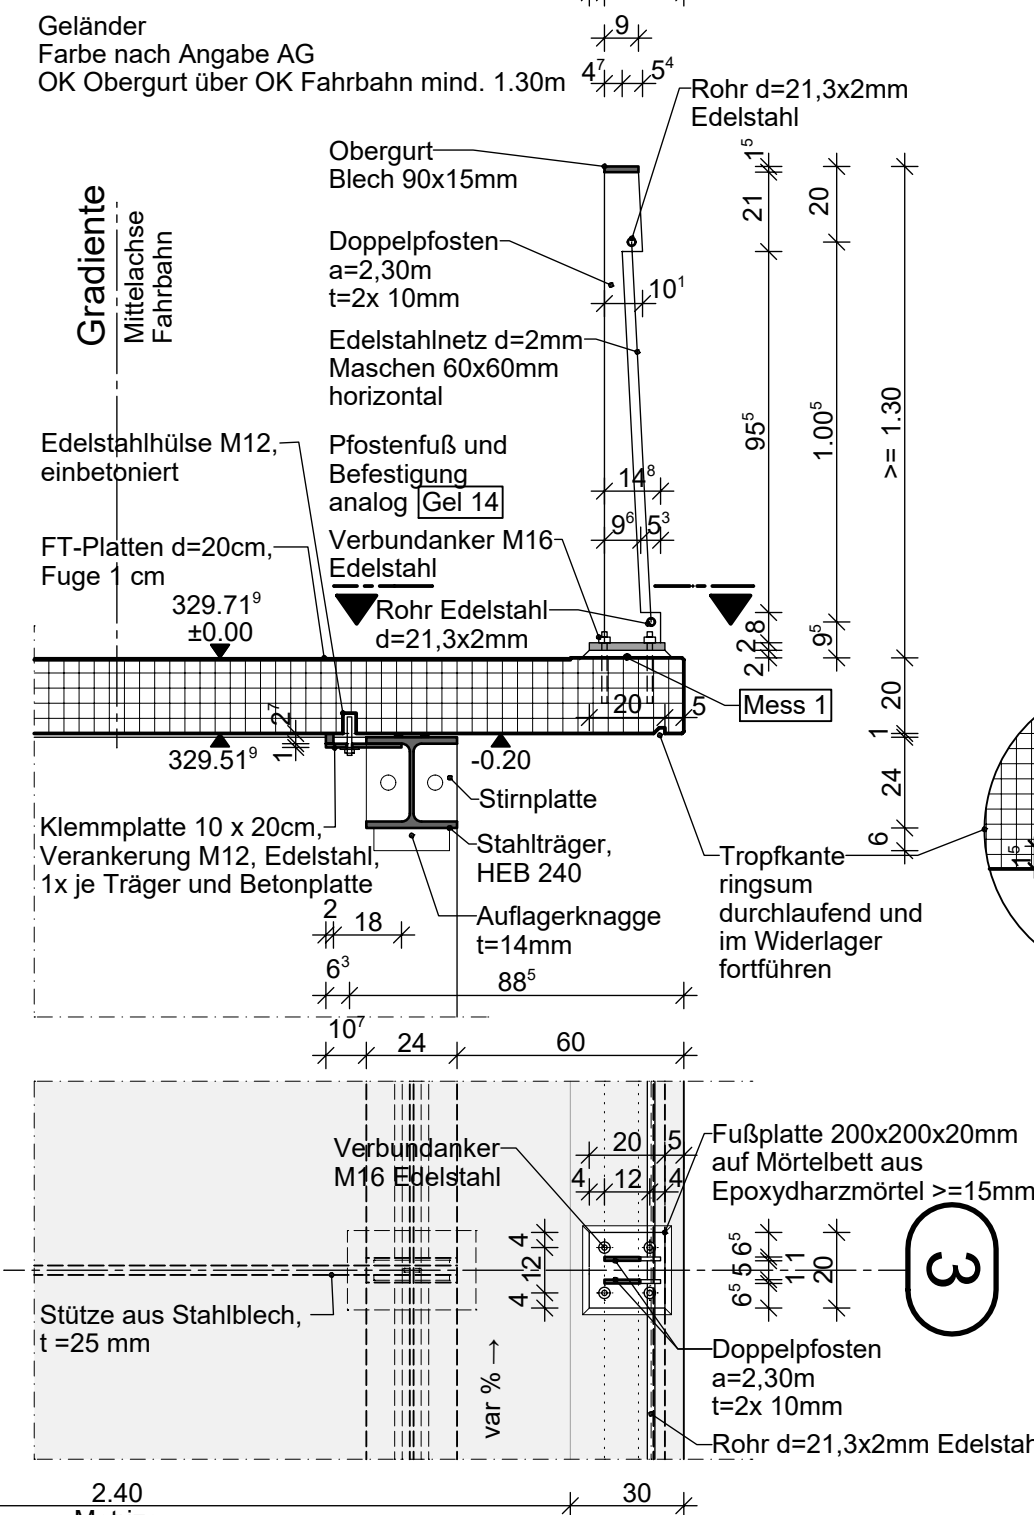 Geländer
Farbe nach Angabe AG
OK Obergurt über OK Fahrbahn mind. 1.30m
9
4⁷
5⁴
Rohr d=21,3x2mm
Edelstahl
Obergurt
Blech 90x15mm
1⁵
21
20
Gradiente
Mittelachse
Fahrbahn
Doppelpfosten
a=2,30m
t=2x 10mm
10¹
Edelstahlnetz d=2mm
Maschen 60x60mm
horizontal
95⁵
1.00⁵
>= 1.30
Edelstahlhülse M12,
einbetoniert
Pfostenfuß und
Befestigung
analog Gel 14
14⁸
9⁶
5³
FT-Platten d=20cm,
Fuge 1 cm
Verbundanker M16
Edelstahl
329.71⁹
±0.00
Rohr Edelstahl
d=21,3x2mm
8
2
2
9⁵
20
5
Mess 1
20
1
24
6
2⁷
1
329.51⁹
-0.20
Stirnplatte
Klemmplatte 10 x 20cm,
Verankerung M12, Edelstahl,
1x je Träger und Betonplatte
Stahlträger,
HEB 240
Tropfkante
ringsum
durchlaufend und
im Widerlager
fortführen
1⁵
Auflagerknagge
t=14mm
2
18
6³
88⁵
10⁷
24
60
Verbundanker
M16 Edelstahl
20
5
4
12
4
Fußplatte 200x200x20mm
auf Mörtelbett aus
Epoxydharzmörtel >=15mm
4
12
4
6⁵
5
6⁵
1
1
20
3
Stütze aus Stahlblech,
t =25 mm
var % →
Doppelpfosten
a=2,30m
t=2x 10mm
Rohr d=21,3x2mm Edelstah
2.40
30